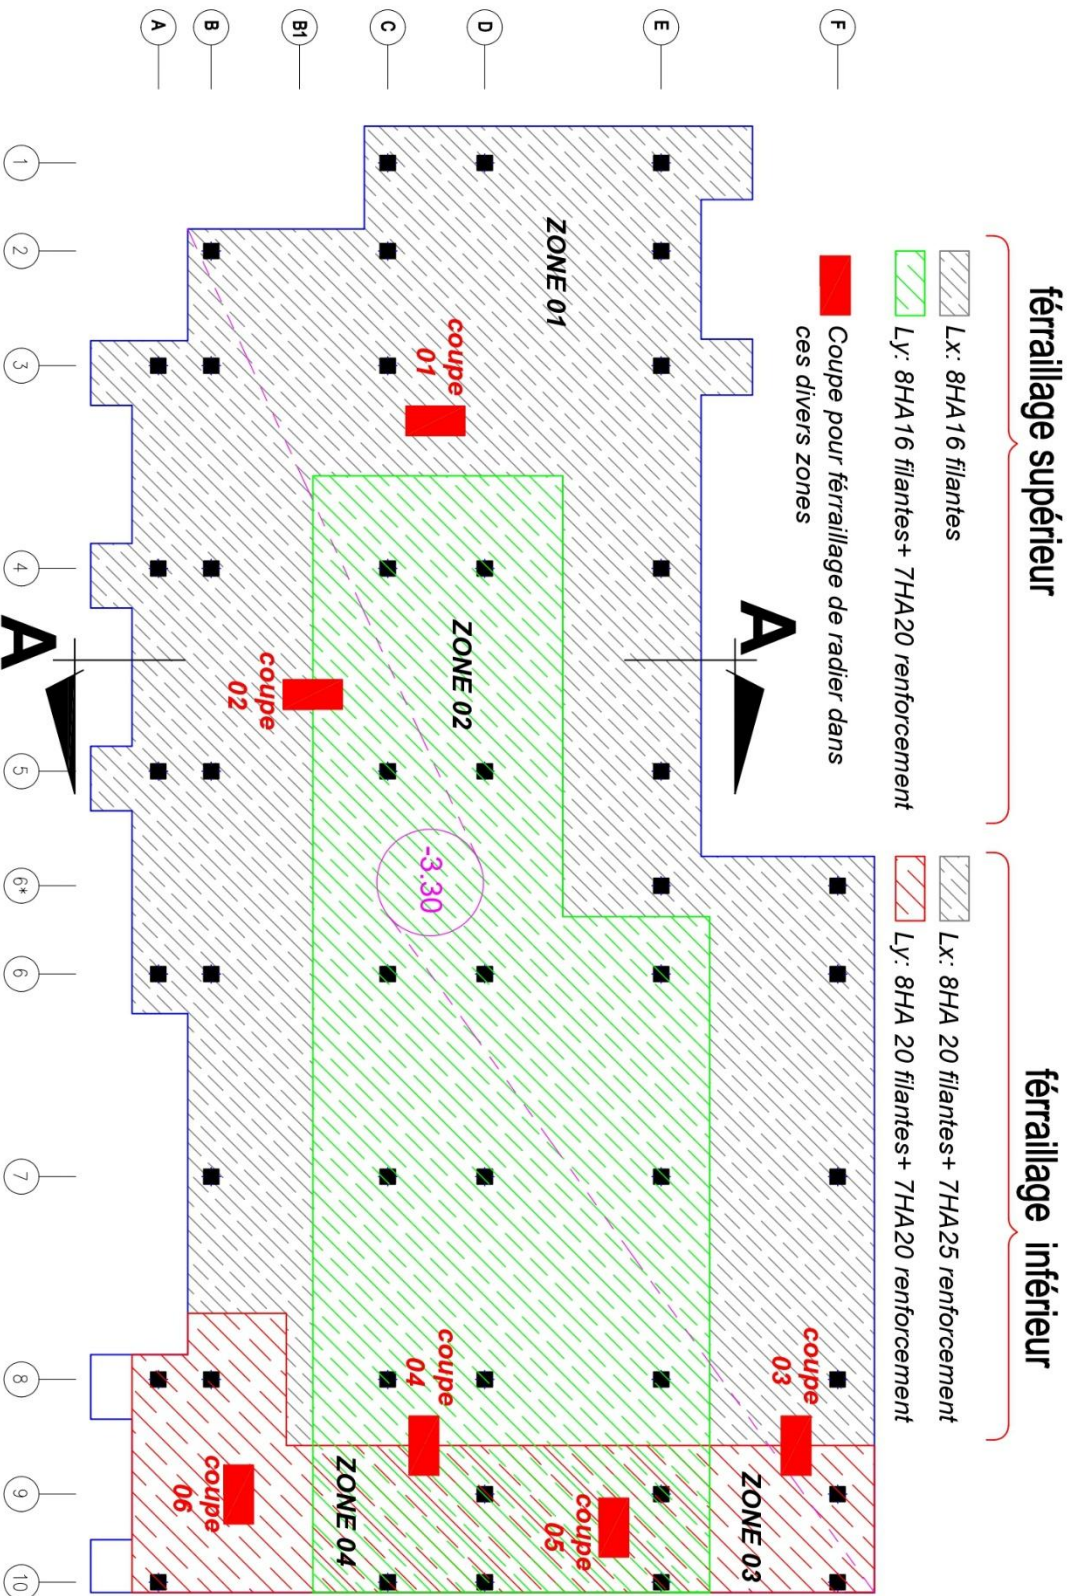 férraillage supérieur
Lx: 8HA16 filantes
Ly: 8HA16 filantes+ 7HA20 renforcement
Coupe pour férraillage de radier dans
ces divers zones
férraillage inférieur
Lx: 8HA 20 filantes+ 7HA25 renforcement
Ly: 8HA 20 filantes+ 7HA20 renforcement
F
E
D
C
B1
B
A
ZONE 01
coupe
01
A
ZONE 02
coupe
02
A
-3.30
coupe
03
coupe
04
ZONE 03
coupe
05
ZONE 04
coupe
06
1
2
3
4
5
6*
6
7
8
9
10